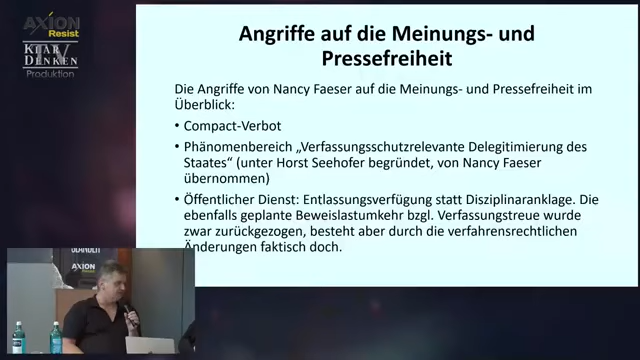 AXION
Resist
KLAR
DENKEN
TV
Produktion
Angriffe auf die Meinungs- und
Pressefreiheit
Die Angriffe von Nancy Faeser auf die Meinungs- und Pressefreiheit im
Überblick:
• Compact-Verbot
• Phänomenbereich „Verfassungsschutzrelevante Delegitimierung des
Staates“ (unter Horst Seehofer begründet, von Nancy Faeser
übernommen)
• Öffentlicher Dienst: Entlassungsverfügung statt Disziplinaranklage. Die
ebenfalls geplante Beweislastumkehr bzgl. Verfassungstreue wurde
zwar zurückgezogen, besteht aber durch die verfahrensrechtlichen
Änderungen faktisch doch.
AXION
Resist